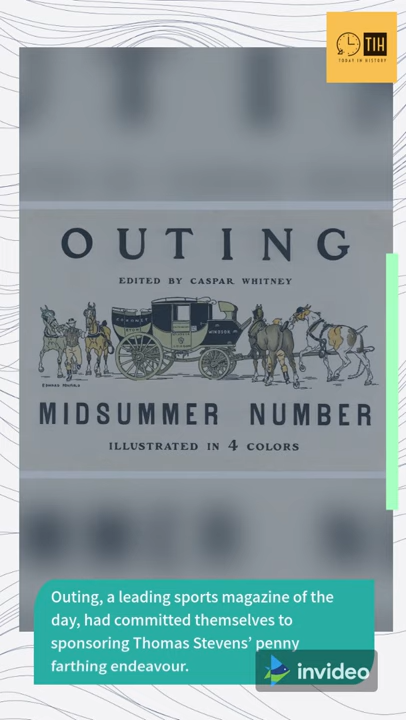 TIH
TODAY IN HISTORY
OUTING
EDITED BY CASPAR WHITNEY
MIDSUMMER NUMBER
ILLUSTRATED IN 4 COLORS
Outing, a leading sports magazine of the
day, had committed themselves to
sponsoring Thomas Stevens’ penny
farthing endeavour.
invideo